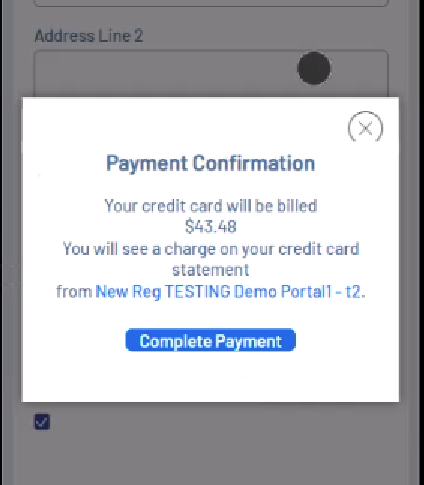 Address Line 2
Payment Confirmation
Your credit card will be billed
$43.48
You will see a charge on your credit card
statement
from New Reg TESTING Demo Portal1 - t2.
Complete Payment